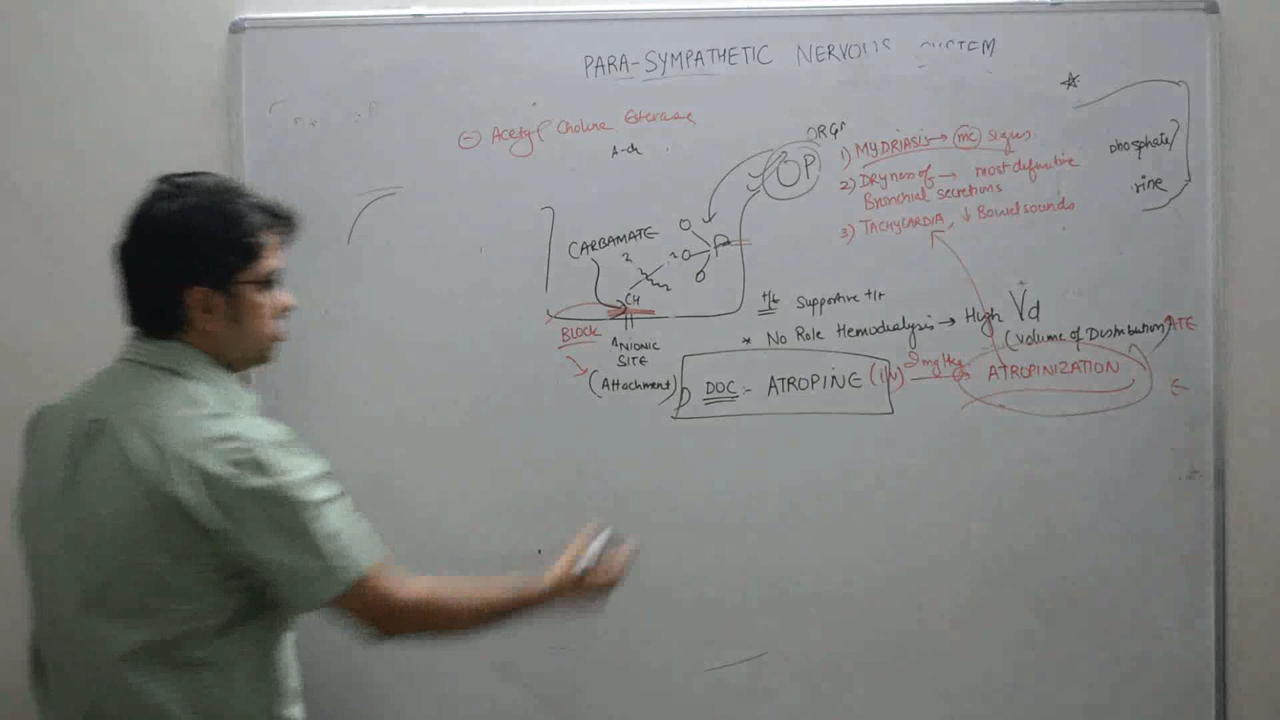 PARA-SYMPATHETIC NERVOUS SYSTEM
(-) Acetyl Choline Esterase
A-ch
ORG
OP
1) MYDRIASIS → (mc) signs
2) DRYNESS of → most definitive
Bronchial secretions
3) TACHYCARDIA, ↓ Bowel sounds
phosphate/
rine
CARBAMATE
O
O
P
O
CH
BLOCK
ANIONIC
SITE
(Attachment)
t/t Supportive t/t
* No Role Hemodialysis → High Vd
(Volume of Distribution)
ATE
DOC :- ATROPINE (I/V) → 2mg/kg
ATROPINIZATION
E